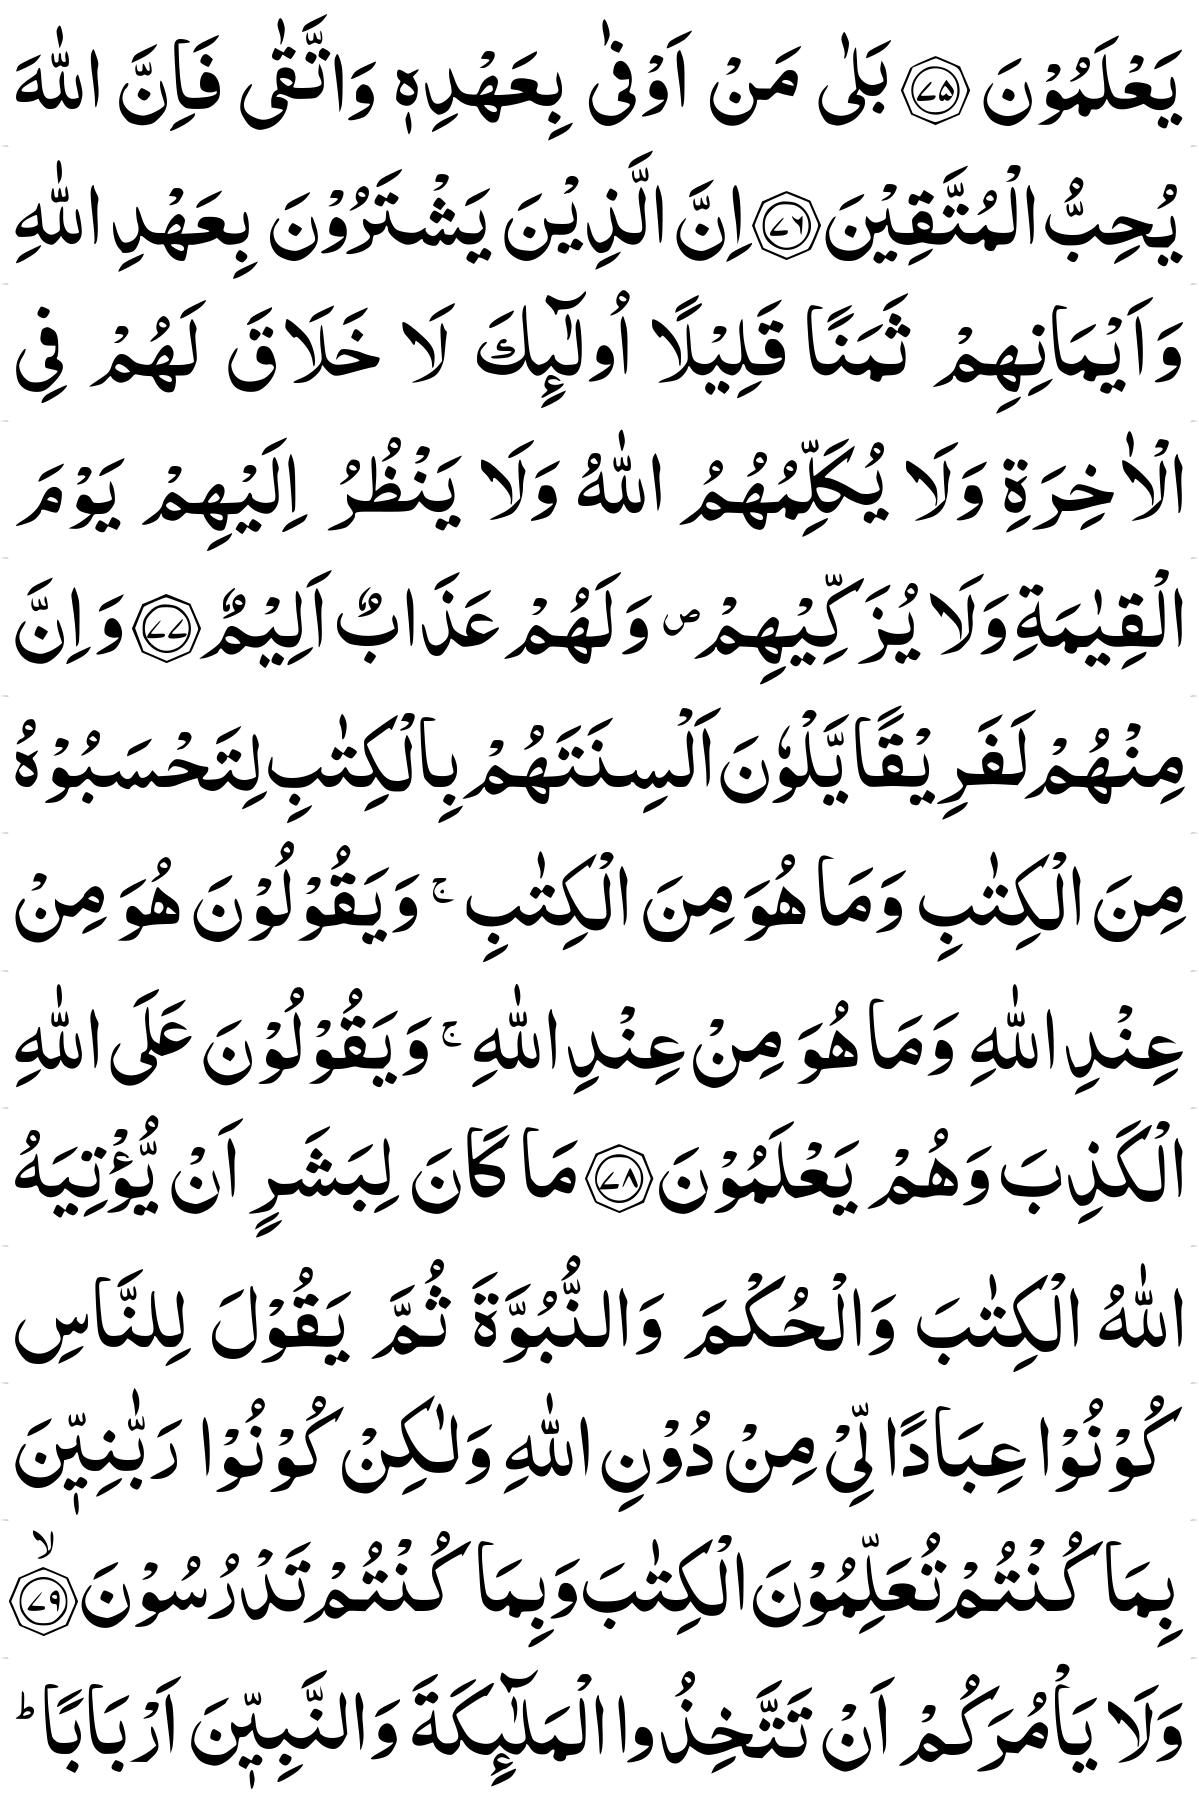 يَعْلَمُوْنَ ۝۷۵ بَلٰى مَنْ اَوْفٰى بِعَهْدِهٖ وَاتَّقٰى فَاِنَّ اللّٰهَ
يُحِبُّ الْمُتَّقِيْنَ ۝۷۶ اِنَّ الَّذِيْنَ يَشْتَرُوْنَ بِعَهْدِ اللّٰهِ
وَاَيْمَانِهِمْ ثَمَنًا قَلِيْلًا اُولٰٓئِكَ لَا خَلَاقَ لَهُمْ فِي
الْاٰخِرَةِ وَلَا يُكَلِّمُهُمُ اللّٰهُ وَلَا يَنْظُرُ اِلَيْهِمْ يَوْمَ
الْقِيٰمَةِ وَلَا يُزَكِّيْهِمْ ۖ وَلَهُمْ عَذَابٌ اَلِيْمٌ ۝۷۷ وَاِنَّ
مِنْهُمْ لَفَرِيْقًا يَّلْوٗنَ اَلْسِنَتَهُمْ بِالْكِتٰبِ لِتَحْسَبُوْهُ
مِنَ الْكِتٰبِ وَمَا هُوَ مِنَ الْكِتٰبِ ۚ وَيَقُوْلُوْنَ هُوَ مِنْ
عِنْدِ اللّٰهِ وَمَا هُوَ مِنْ عِنْدِ اللّٰهِ ۚ وَيَقُوْلُوْنَ عَلَى اللّٰهِ
الْكَذِبَ وَهُمْ يَعْلَمُوْنَ ۝۷۸ مَا كَانَ لِبَشَرٍ اَنْ يُّؤْتِيَهُ
اللّٰهُ الْكِتٰبَ وَالْحُكْمَ وَالنُّبُوَّةَ ثُمَّ يَقُوْلَ لِلنَّاسِ
كُوْنُوْا عِبَادًا لِّيْ مِنْ دُوْنِ اللّٰهِ وَلٰكِنْ كُوْنُوْا رَبّٰنِيّٖنَ
بِمَا كُنْتُمْ تُعَلِّمُوْنَ الْكِتٰبَ وَبِمَا كُنْتُمْ تَدْرُسُوْنَ ۙ۝۷۹
وَلَا يَاْمُرَكُمْ اَنْ تَتَّخِذُوا الْمَلٰٓئِكَةَ وَالنَّبِيّٖنَ اَرْبَابًا ؕ